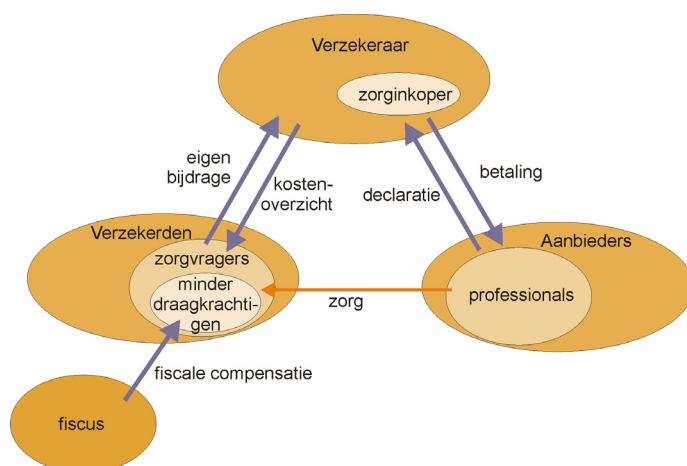 Verzekeraar
zorginkoper
eigen
bijdrage
kosten-
overzicht
declaratie
betaling
Verzekerden
zorgvragers
minder
draagkrachti-
gen
Aanbieders
professionals
zorg
fiscale compensatie
fiscus